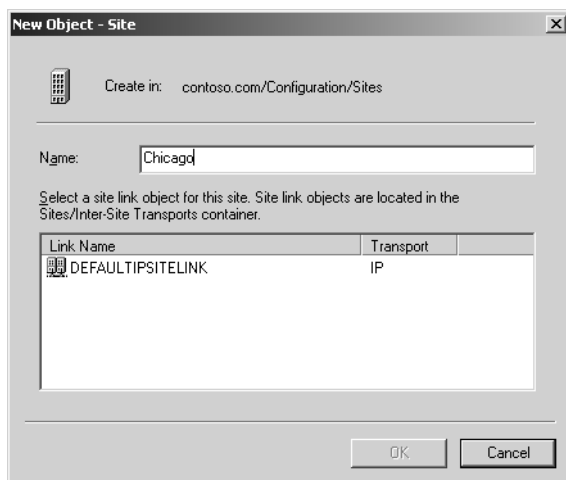 New Object - Site
Create in: contoso.com/Configuration/Sites
Name: Chicago
Select a site link object for this site. Site link objects are located in the
Sites/Inter-Site Transports container.
Link Name Transport
DEFAULTIPSITELINK IP
OK Cancel